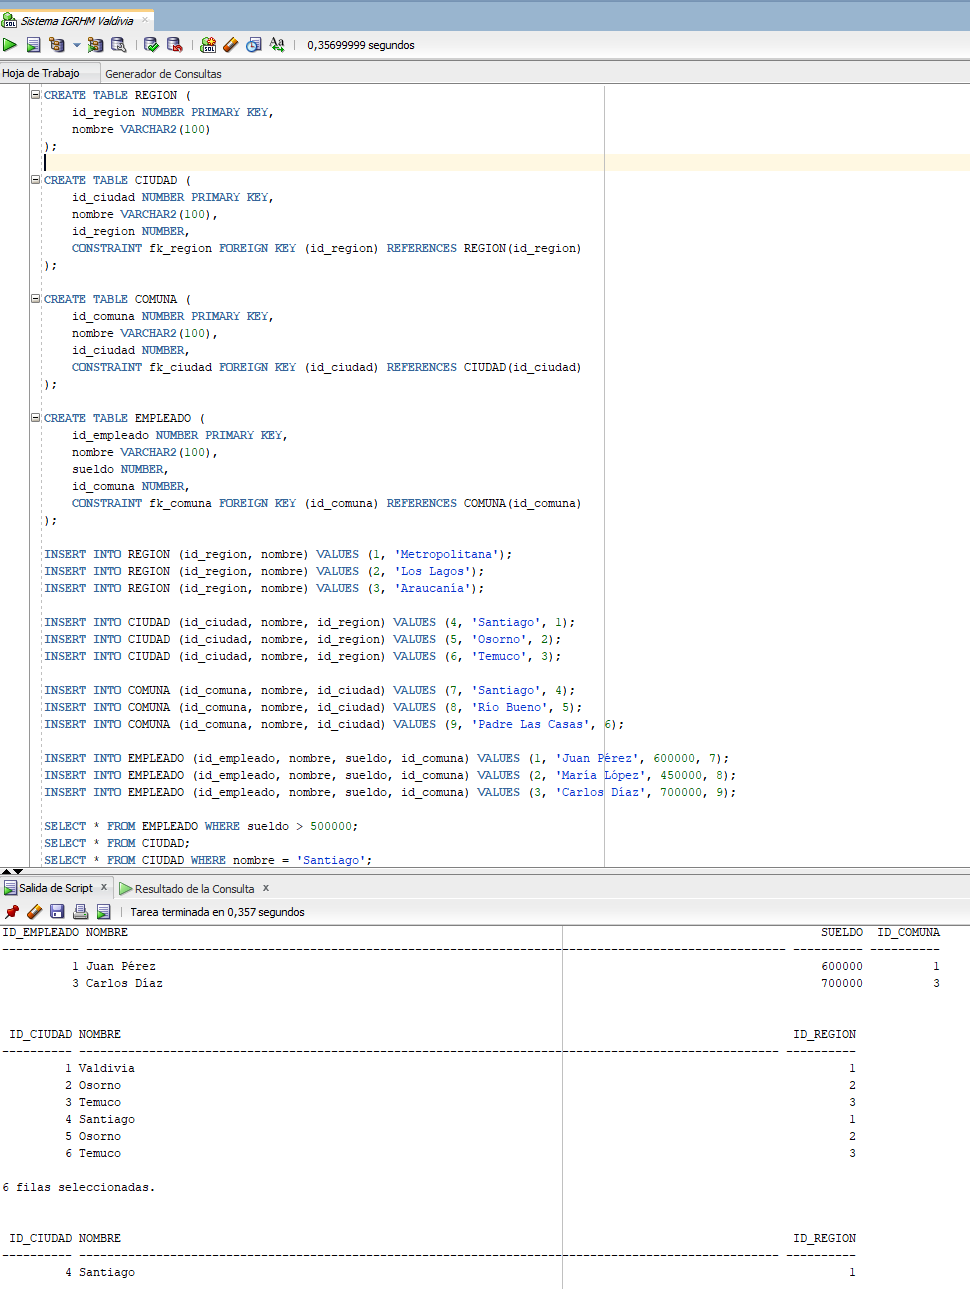 Sistema IGRHM Valdivia
0,35699999 segundos
Hoja de Trabajo Generador de Consultas
CREATE TABLE REGION (
    id_region NUMBER PRIMARY KEY,
    nombre VARCHAR2(100)
);
CREATE TABLE CIUDAD (
    id_ciudad NUMBER PRIMARY KEY,
    nombre VARCHAR2(100),
    id_region NUMBER,
    CONSTRAINT fk_region FOREIGN KEY (id_region) REFERENCES REGION(id_region)
);
CREATE TABLE COMUNA (
    id_comuna NUMBER PRIMARY KEY,
    nombre VARCHAR2(100),
    id_ciudad NUMBER,
    CONSTRAINT fk_ciudad FOREIGN KEY (id_ciudad) REFERENCES CIUDAD(id_ciudad)
);
CREATE TABLE EMPLEADO (
    id_empleado NUMBER PRIMARY KEY,
    nombre VARCHAR2(100),
    sueldo NUMBER,
    id_comuna NUMBER,
    CONSTRAINT fk_comuna FOREIGN KEY (id_comuna) REFERENCES COMUNA(id_comuna)
);
INSERT INTO REGION (id_region, nombre) VALUES (1, 'Metropolitana');
INSERT INTO REGION (id_region, nombre) VALUES (2, 'Los Lagos');
INSERT INTO REGION (id_region, nombre) VALUES (3, 'Araucanía');
INSERT INTO CIUDAD (id_ciudad, nombre, id_region) VALUES (4, 'Santiago', 1);
INSERT INTO CIUDAD (id_ciudad, nombre, id_region) VALUES (5, 'Osorno', 2);
INSERT INTO CIUDAD (id_ciudad, nombre, id_region) VALUES (6, 'Temuco', 3);
INSERT INTO COMUNA (id_comuna, nombre, id_ciudad) VALUES (7, 'Santiago', 4);
INSERT INTO COMUNA (id_comuna, nombre, id_ciudad) VALUES (8, 'Río Bueno', 5);
INSERT INTO COMUNA (id_comuna, nombre, id_ciudad) VALUES (9, 'Padre Las Casas', 6);
INSERT INTO EMPLEADO (id_empleado, nombre, sueldo, id_comuna) VALUES (1, 'Juan Pérez', 600000, 7);
INSERT INTO EMPLEADO (id_empleado, nombre, sueldo, id_comuna) VALUES (2, 'María López', 450000, 8);
INSERT INTO EMPLEADO (id_empleado, nombre, sueldo, id_comuna) VALUES (3, 'Carlos Díaz', 700000, 9);
SELECT * FROM EMPLEADO WHERE sueldo > 500000;
SELECT * FROM CIUDAD;
SELECT * FROM CIUDAD WHERE nombre = 'Santiago';
Salida de Script x Resultado de la Consulta x
Tarea terminada en 0,357 segundos
ID_EMPLEADO NOMBRE SUELDO ID_COMUNA
1 Juan Pérez 600000 1
3 Carlos Díaz 700000 3
ID_CIUDAD NOMBRE ID_REGION
1 Valdivia 1
2 Osorno 2
3 Temuco 3
4 Santiago 1
5 Osorno 2
6 Temuco 3
6 filas seleccionadas.
ID_CIUDAD NOMBRE ID_REGION
4 Santiago 1